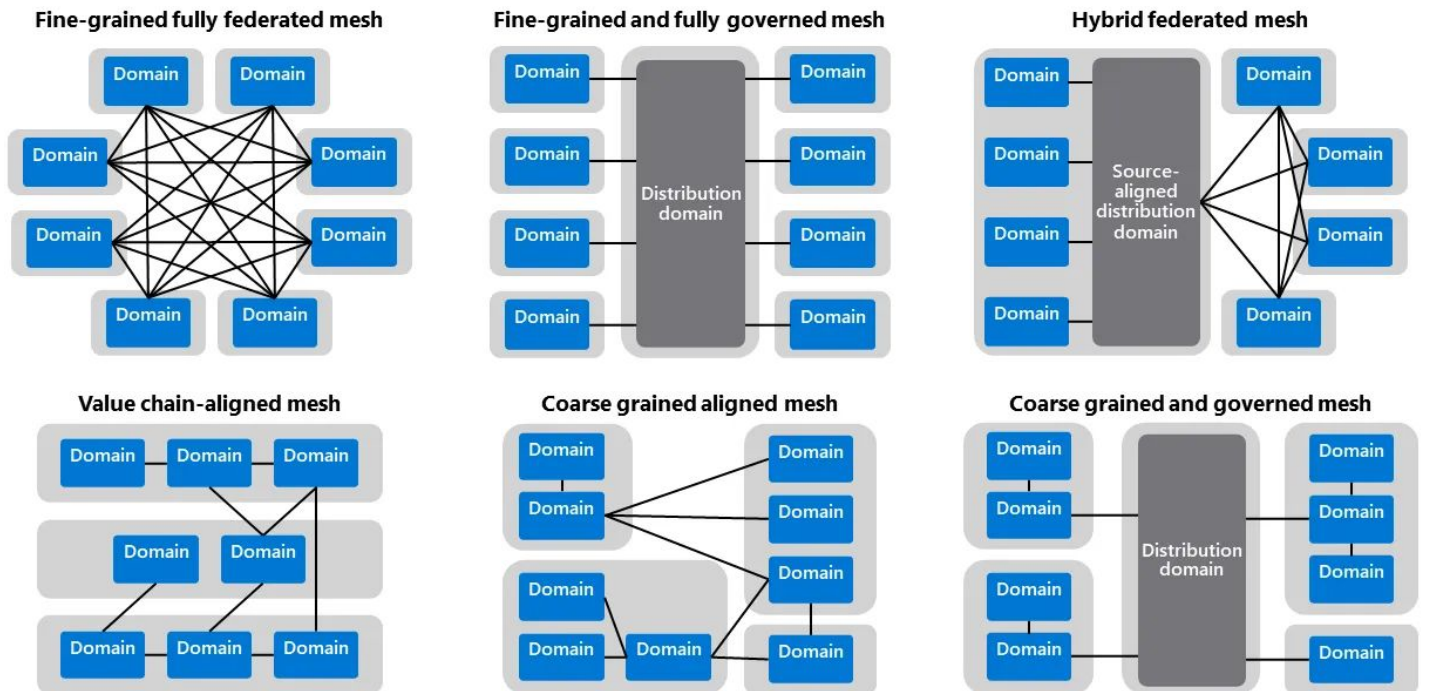 Fine-grained fully federated mesh
Domain
Domain
Domain
Domain
Domain
Domain
Domain
Domain
Fine-grained and fully governed mesh
Domain
Domain
Domain
Domain
Distribution
domain
Domain
Domain
Domain
Domain
Hybrid federated mesh
Domain
Domain
Domain
Domain
Source-
aligned
distribution
domain
Domain
Domain
Domain
Domain
Value chain-aligned mesh
Domain
Domain
Domain
Domain
Domain
Domain
Domain
Domain
Coarse grained aligned mesh
Domain
Domain
Domain
Domain
Domain
Domain
Domain
Domain
Domain
Coarse grained and governed mesh
Domain
Domain
Domain
Domain
Distribution
domain
Domain
Domain
Domain
Domain